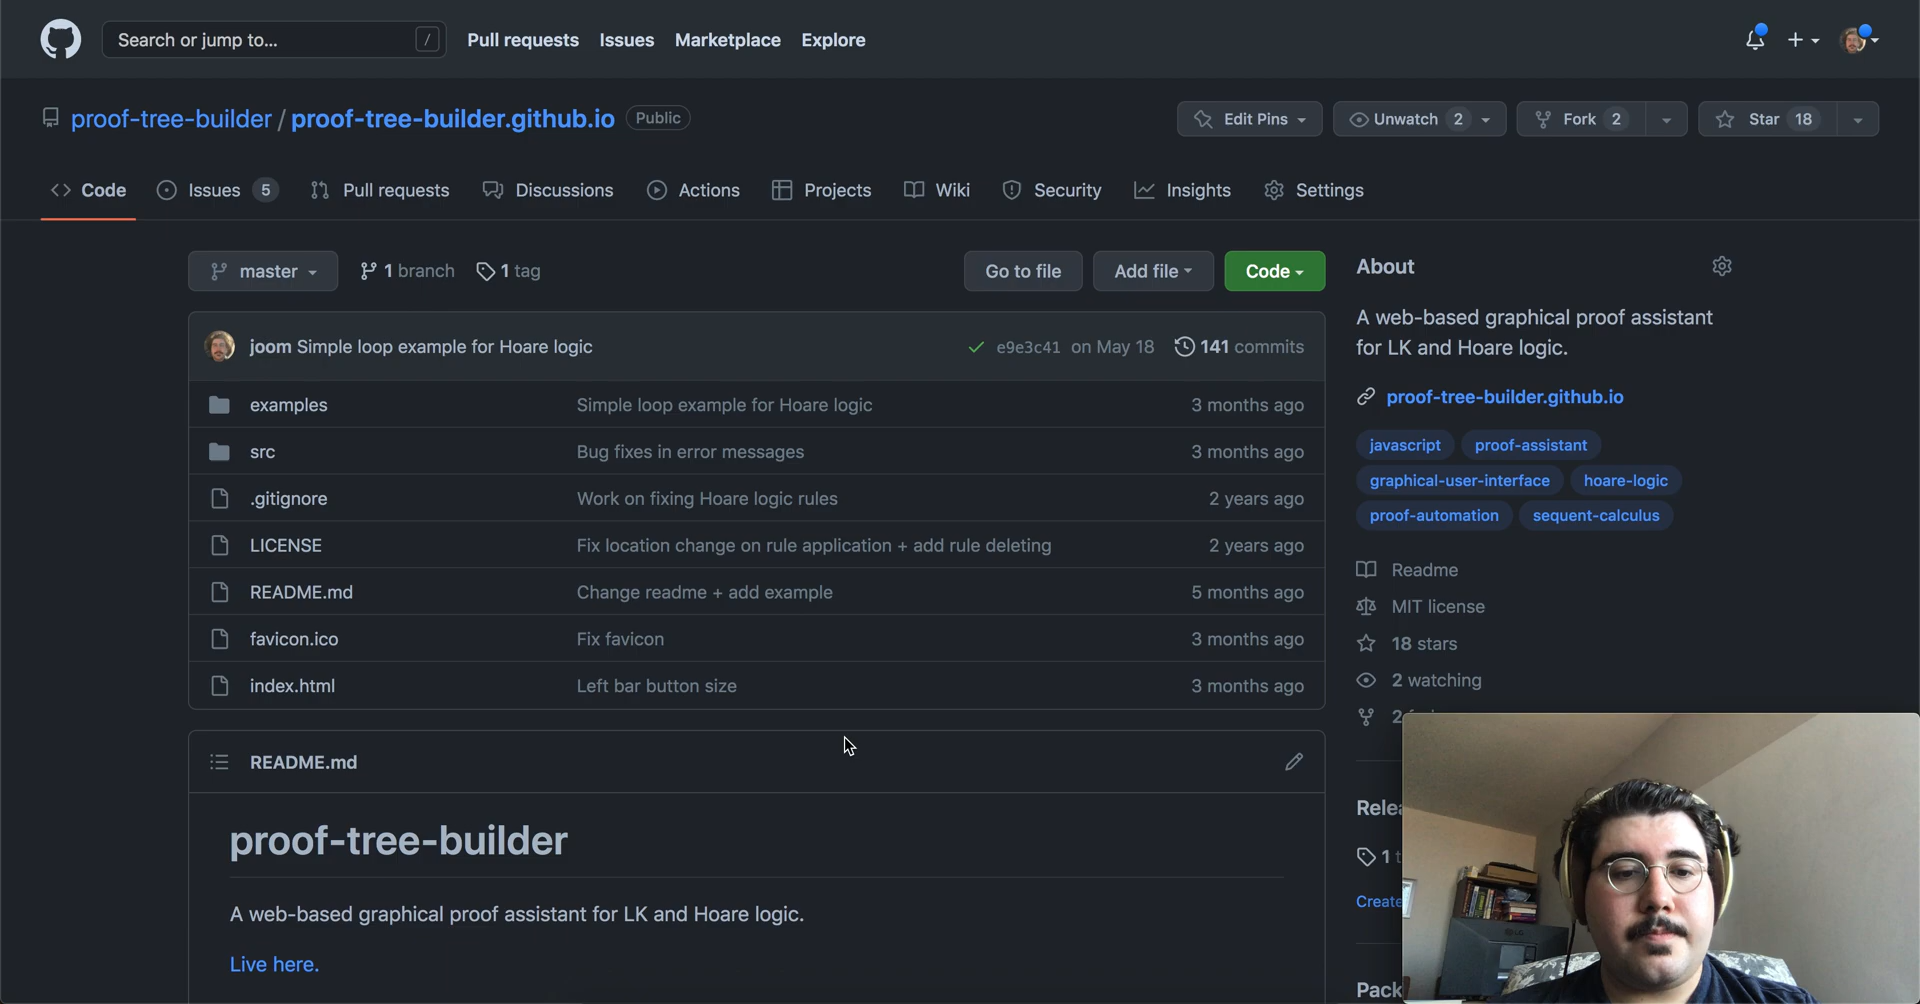 Search or jump to... /
Pull requests Issues Marketplace Explore
proof-tree-builder / proof-tree-builder.github.io Public
Edit Pins Unwatch 2 Fork 2 Star 18
Code Issues 5 Pull requests Discussions Actions Projects Wiki Security Insights Settings
master 1 branch 1 tag Go to file Add file Code
joom Simple loop example for Hoare logic e9e3c41 on May 18 141 commits
examples Simple loop example for Hoare logic 3 months ago
src Bug fixes in error messages 3 months ago
.gitignore Work on fixing Hoare logic rules 2 years ago
LICENSE Fix location change on rule application + add rule deleting 2 years ago
README.md Change readme + add example 5 months ago
favicon.ico Fix favicon 3 months ago
index.html Left bar button size 3 months ago
README.md
proof-tree-builder
A web-based graphical proof assistant for LK and Hoare logic.
Live here.
About
A web-based graphical proof assistant
for LK and Hoare logic.
proof-tree-builder.github.io
javascript proof-assistant
graphical-user-interface hoare-logic
proof-automation sequent-calculus
Readme
MIT license
18 stars
2 watching
2
Relea
1 t
Create
Pack
LG